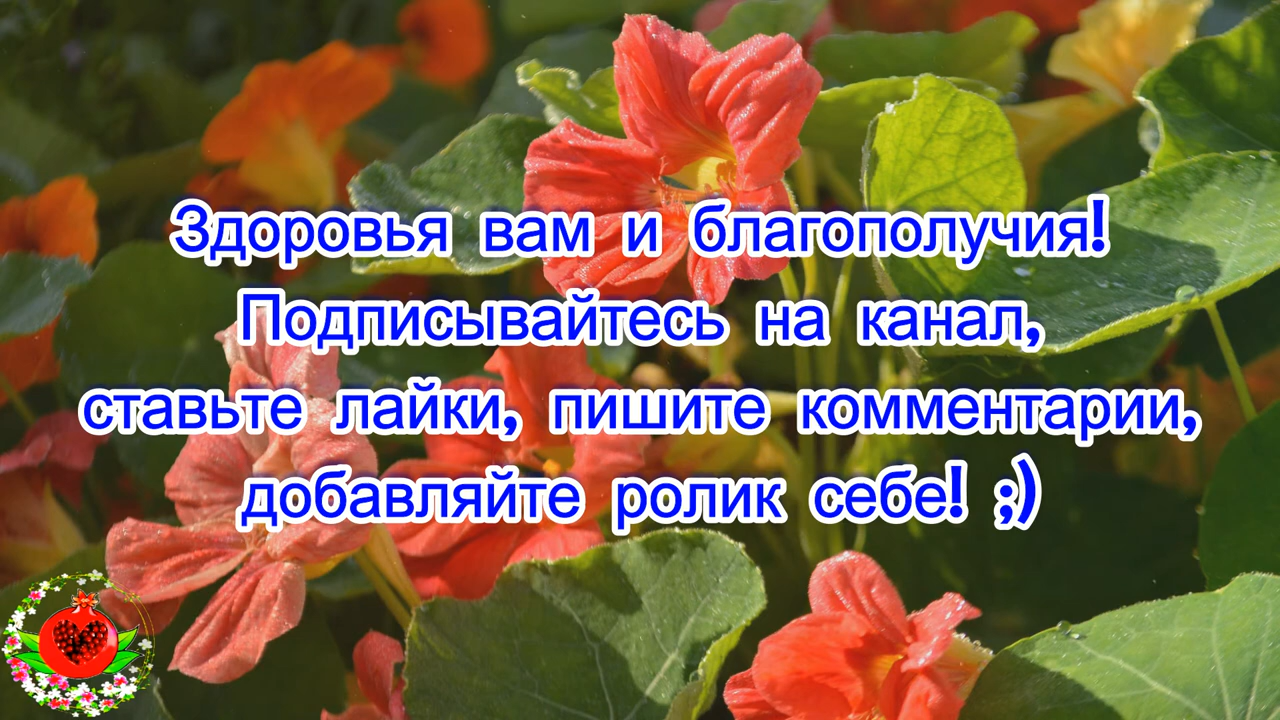 Здоровья вам и благополучия!
Подписывайтесь на канал,
ставьте лайки, пишите комментарии,
добавляйте ролик себе! ;)